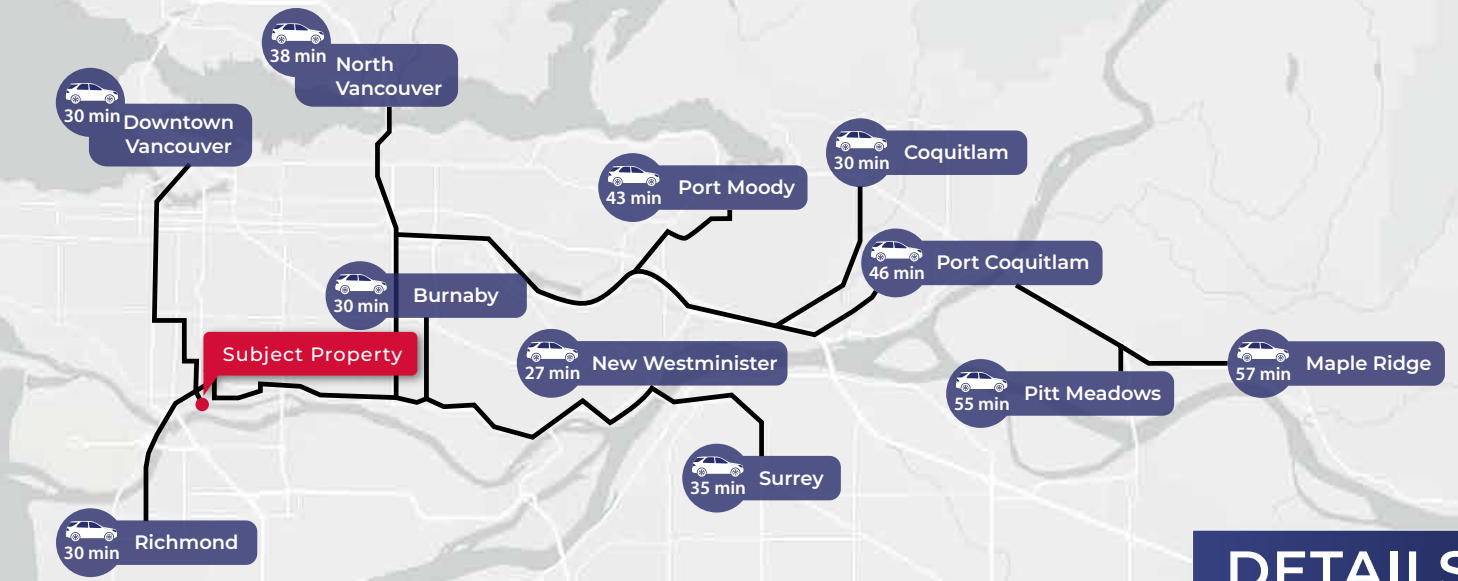 38 min
North
Vancouver
30 min
Downtown
Vancouver
30 min
Coquitlam
43 min
Port Moody
46 min
Port Coquitlam
30 min
Burnaby
Subject Property
27 min
New Westminister
57 min
Maple Ridge
55 min
Pitt Meadows
35 min
Surrey
30 min
Richmond
DETAILS